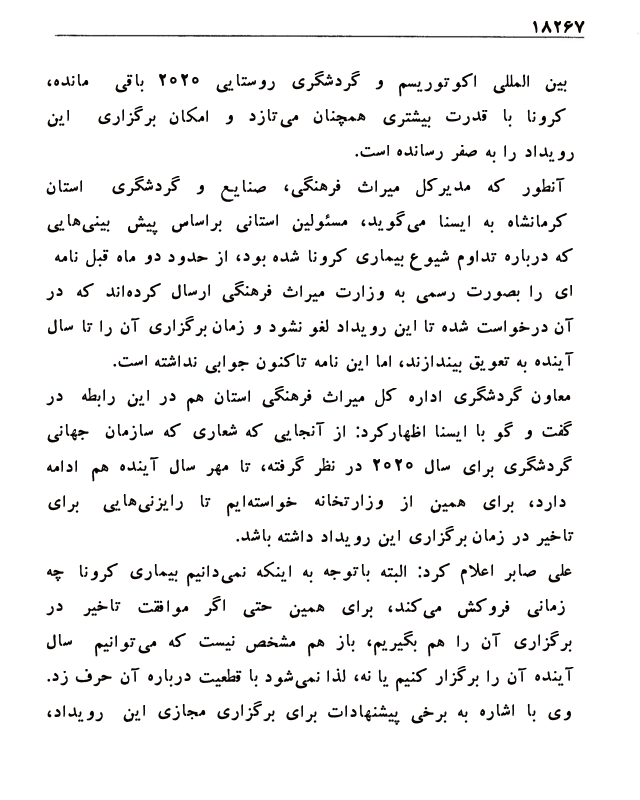 ۱۸۲۶۷
بین المللی اکوتوریسم و گردشگری روستایی ۲۰۲۰ باقی مانده،
کرونا با قدرت بیشتری همچنان می‌تازد و امکان برگزاری این
رویداد را به صفر رسانده است.
آنطور که مدیرکل میراث فرهنگی، صنایع و گردشگری استان
کرمانشاه به ایسنا می‌گوید، مسئولین استانی براساس پیش بینی‌هایی
که درباره تداوم شیوع بیماری کرونا شده بود، از حدود دو ماه قبل نامه
ای را بصورت رسمی به وزارت میراث فرهنگی ارسال کرده‌اند که در
آن درخواست شده تا این رویداد لغو نشود و زمان برگزاری آن را تا سال
آینده به تعویق بیندازند، اما این نامه تاکنون جوابی نداشته است.
معاون گردشگری اداره کل میراث فرهنگی استان هم در این رابطه در
گفت و گو با ایسنا اظهارکرد: از آنجایی که شعاری که سازمان جهانی
گردشگری برای سال ۲۰۲۰ در نظر گرفته، تا مهر سال آینده هم ادامه
دارد، برای همین از وزارتخانه خواسته‌ایم تا رایزنی‌هایی برای
تاخیر در زمان برگزاری این رویداد داشته باشد.
علی صابر اعلام کرد: البته باتوجه به اینکه نمی‌دانیم بیماری کرونا چه
زمانی فروکش می‌کند، برای همین حتی اگر موافقت تاخیر در
برگزاری آن را هم بگیریم، باز هم مشخص نیست که می‌توانیم سال
آینده آن را برگزار کنیم یا نه، لذا نمی‌شود با قطعیت درباره آن حرف زد.
وی با اشاره به برخی پیشنهادات برای برگزاری مجازی این رویداد،